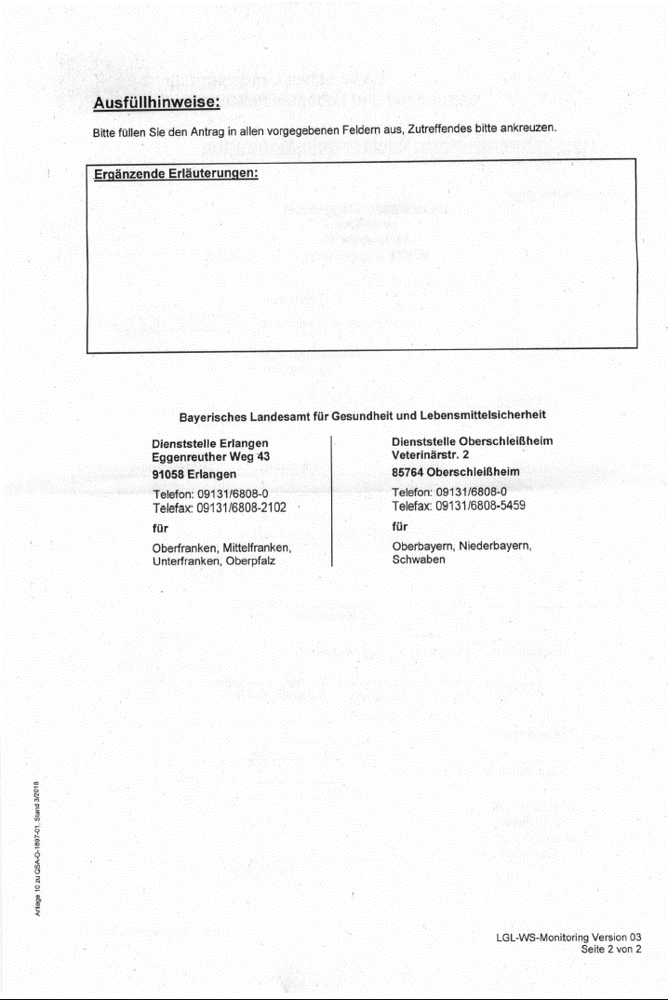 Ausfüllhinweise:
Bitte füllen Sie den Antrag in allen vorgegebenen Feldern aus, Zutreffendes bitte ankreuzen.
Ergänzende Erläuterungen:
Bayerisches Landesamt für Gesundheit und Lebensmittelsicherheit
Dienststelle Erlangen
Eggenreuther Weg 43
91058 Erlangen
Telefon: 09131/6808-0
Telefax: 09131/6808-2102
für
Oberfranken, Mittelfranken,
Unterfranken, Oberpfalz
Dienststelle Oberschleißheim
Veterinärstr. 2
85764 Oberschleißheim
Telefon: 09131/6808-0
Telefax: 09131/6808-5459
für
Oberbayern, Niederbayern,
Schwaben
Anlage 10 zu QSA-O-1897-01, Stand 3/2018
LGL-WS-Monitoring Version 03
Seite 2 von 2